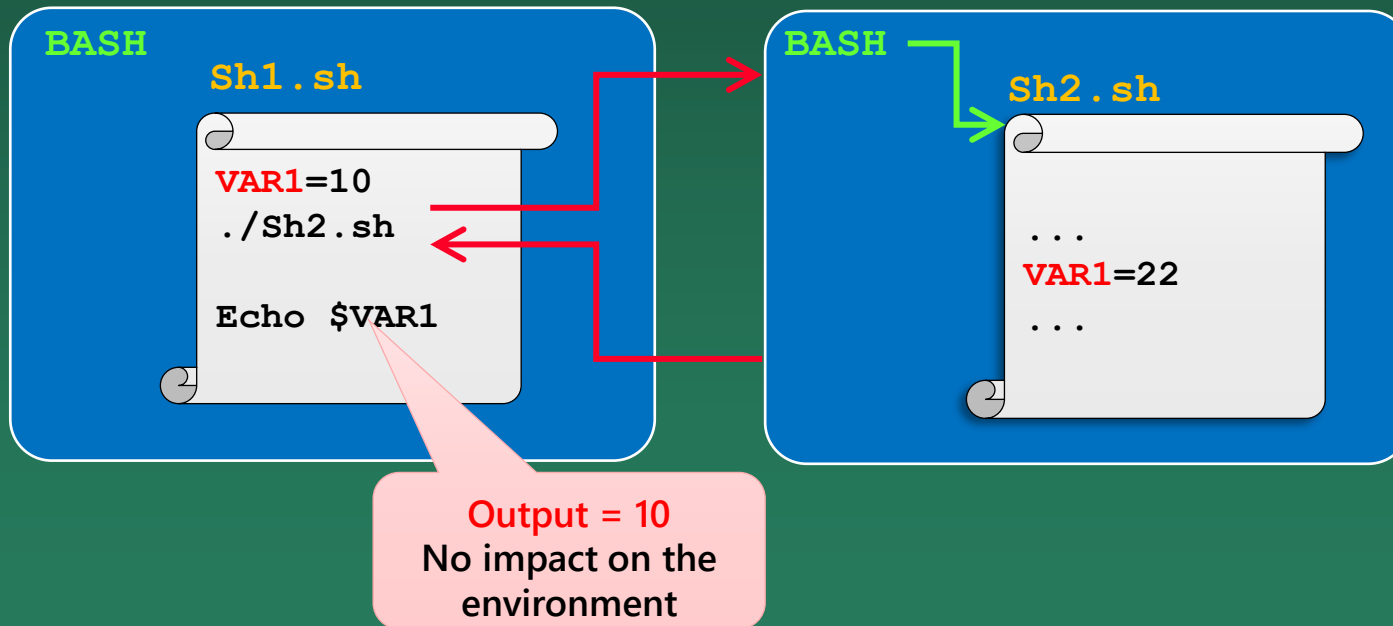 BASH
Sh1.sh
VAR1=10
./Sh2.sh
Echo $VAR1
Output = 10
No impact on the
environment
BASH
Sh2.sh
...
VAR1=22
...